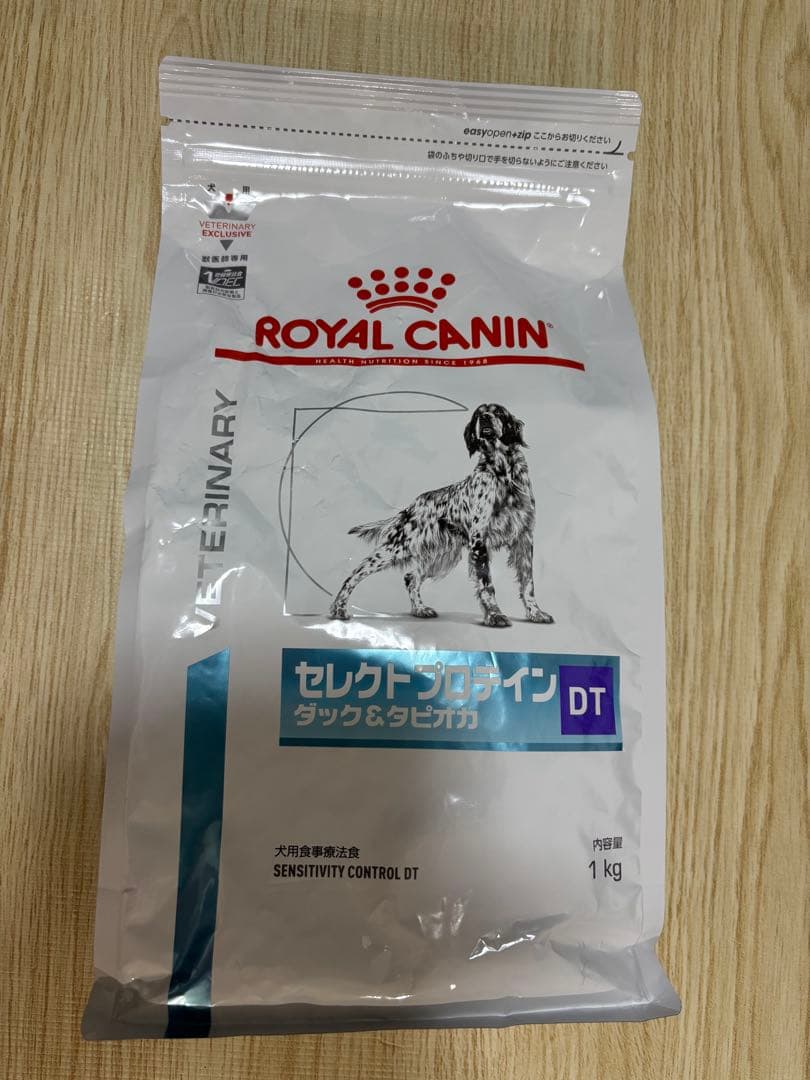 easyopen+zip ここからお切りください
袋のふちや切り口で手を切らないようにご注意ください
犬 用
VETERINARY
EXCLUSIVE
獣医師専用
ROYAL CANIN
HEALTH NUTRITION SINCE 1968
VETERINARY
セレクトプロテイン
ダック&タピオカ
DT
犬用食事療法食
SENSITIVITY CONTROL DT
内容量
1 kg